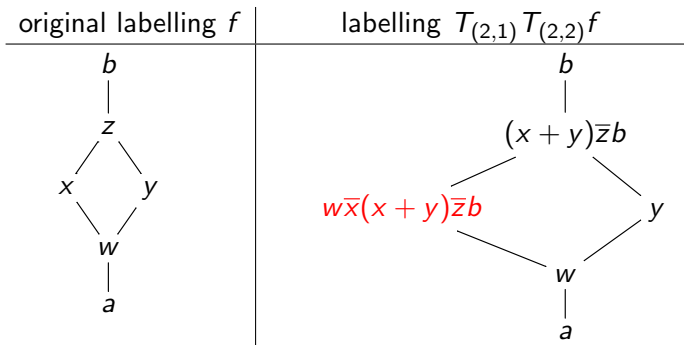 original labelling f	labelling T₍₂,₁₎T₍₂,₂₎f
b	b
z	(x + y)z̅b
x y	wx̅(x + y)z̅b y
w	w
a	a